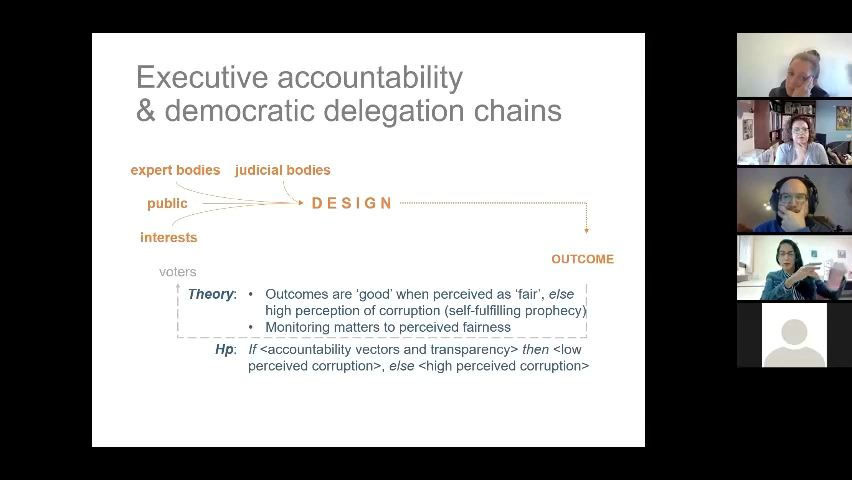 Executive accountability
& democratic delegation chains
expert bodies judicial bodies
public DESIGN
interests
OUTCOME
voters
Theory: • Outcomes are ‘good’ when perceived as ‘fair’, else
high perception of corruption (self-fulfilling prophecy)
• Monitoring matters to perceived fairness
Hp: If <accountability vectors and transparency> then <low
perceived corruption>, else <high perceived corruption>